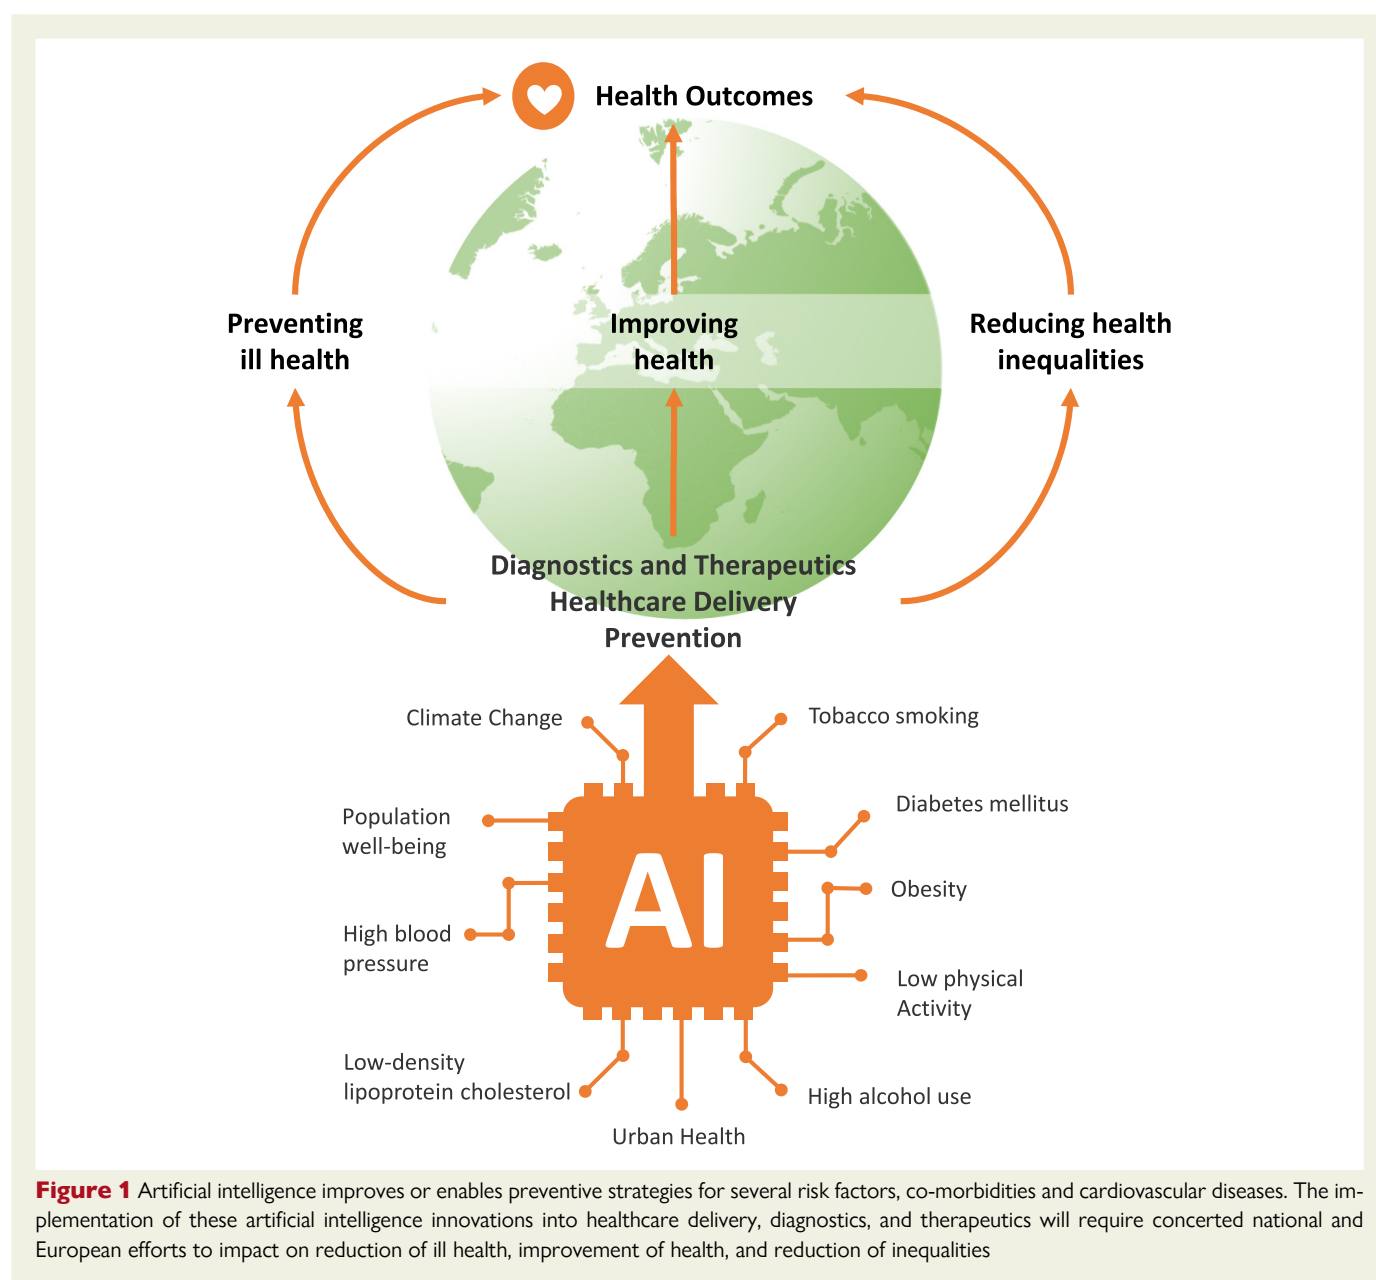 Health Outcomes
Preventing
ill health
Improving
health
Reducing health
inequalities
Diagnostics and Therapeutics
Healthcare Delivery
Prevention
Climate Change
Tobacco smoking
Population
well-being
Diabetes mellitus
High blood
pressure
Obesity
AI
Low physical
Activity
Low-density
lipoprotein cholesterol
High alcohol use
Urban Health
Figure 1 Artificial intelligence improves or enables preventive strategies for several risk factors, co-morbidities and cardiovascular diseases. The im-
plementation of these artificial intelligence innovations into healthcare delivery, diagnostics, and therapeutics will require concerted national and
European efforts to impact on reduction of ill health, improvement of health, and reduction of inequalities